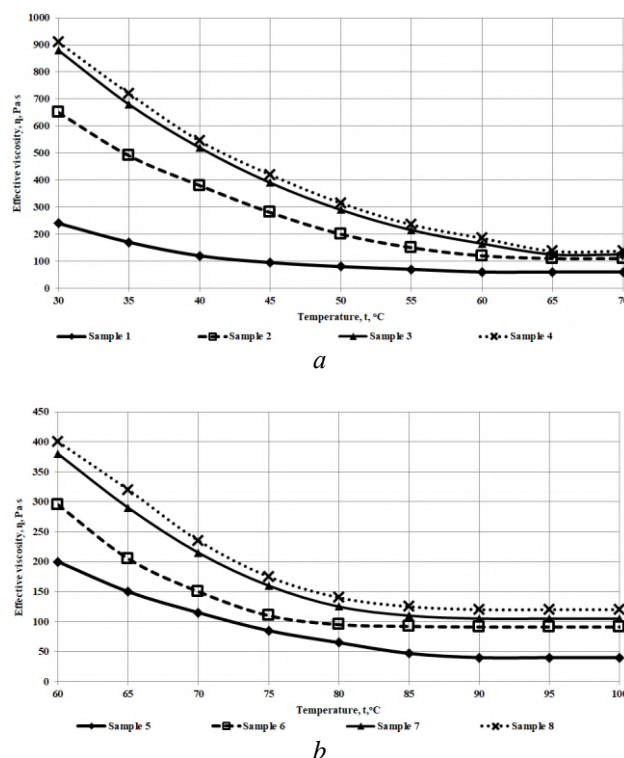 1000
900
800
700
600
500
400
300
200
100
0
Effective viscosity, η, Pa·s
30 35 40 45 50 55 60 65 70
Temperature, t, °C
Sample 1 Sample 2 Sample 3 Sample 4
a
450
400
350
300
250
200
150
100
50
0
Effective viscosity, η, Pa·s
60 65 70 75 80 85 90 95 100
Temperature, t,°C
Sample 5 Sample 6 Sample 7 Sample 8
b